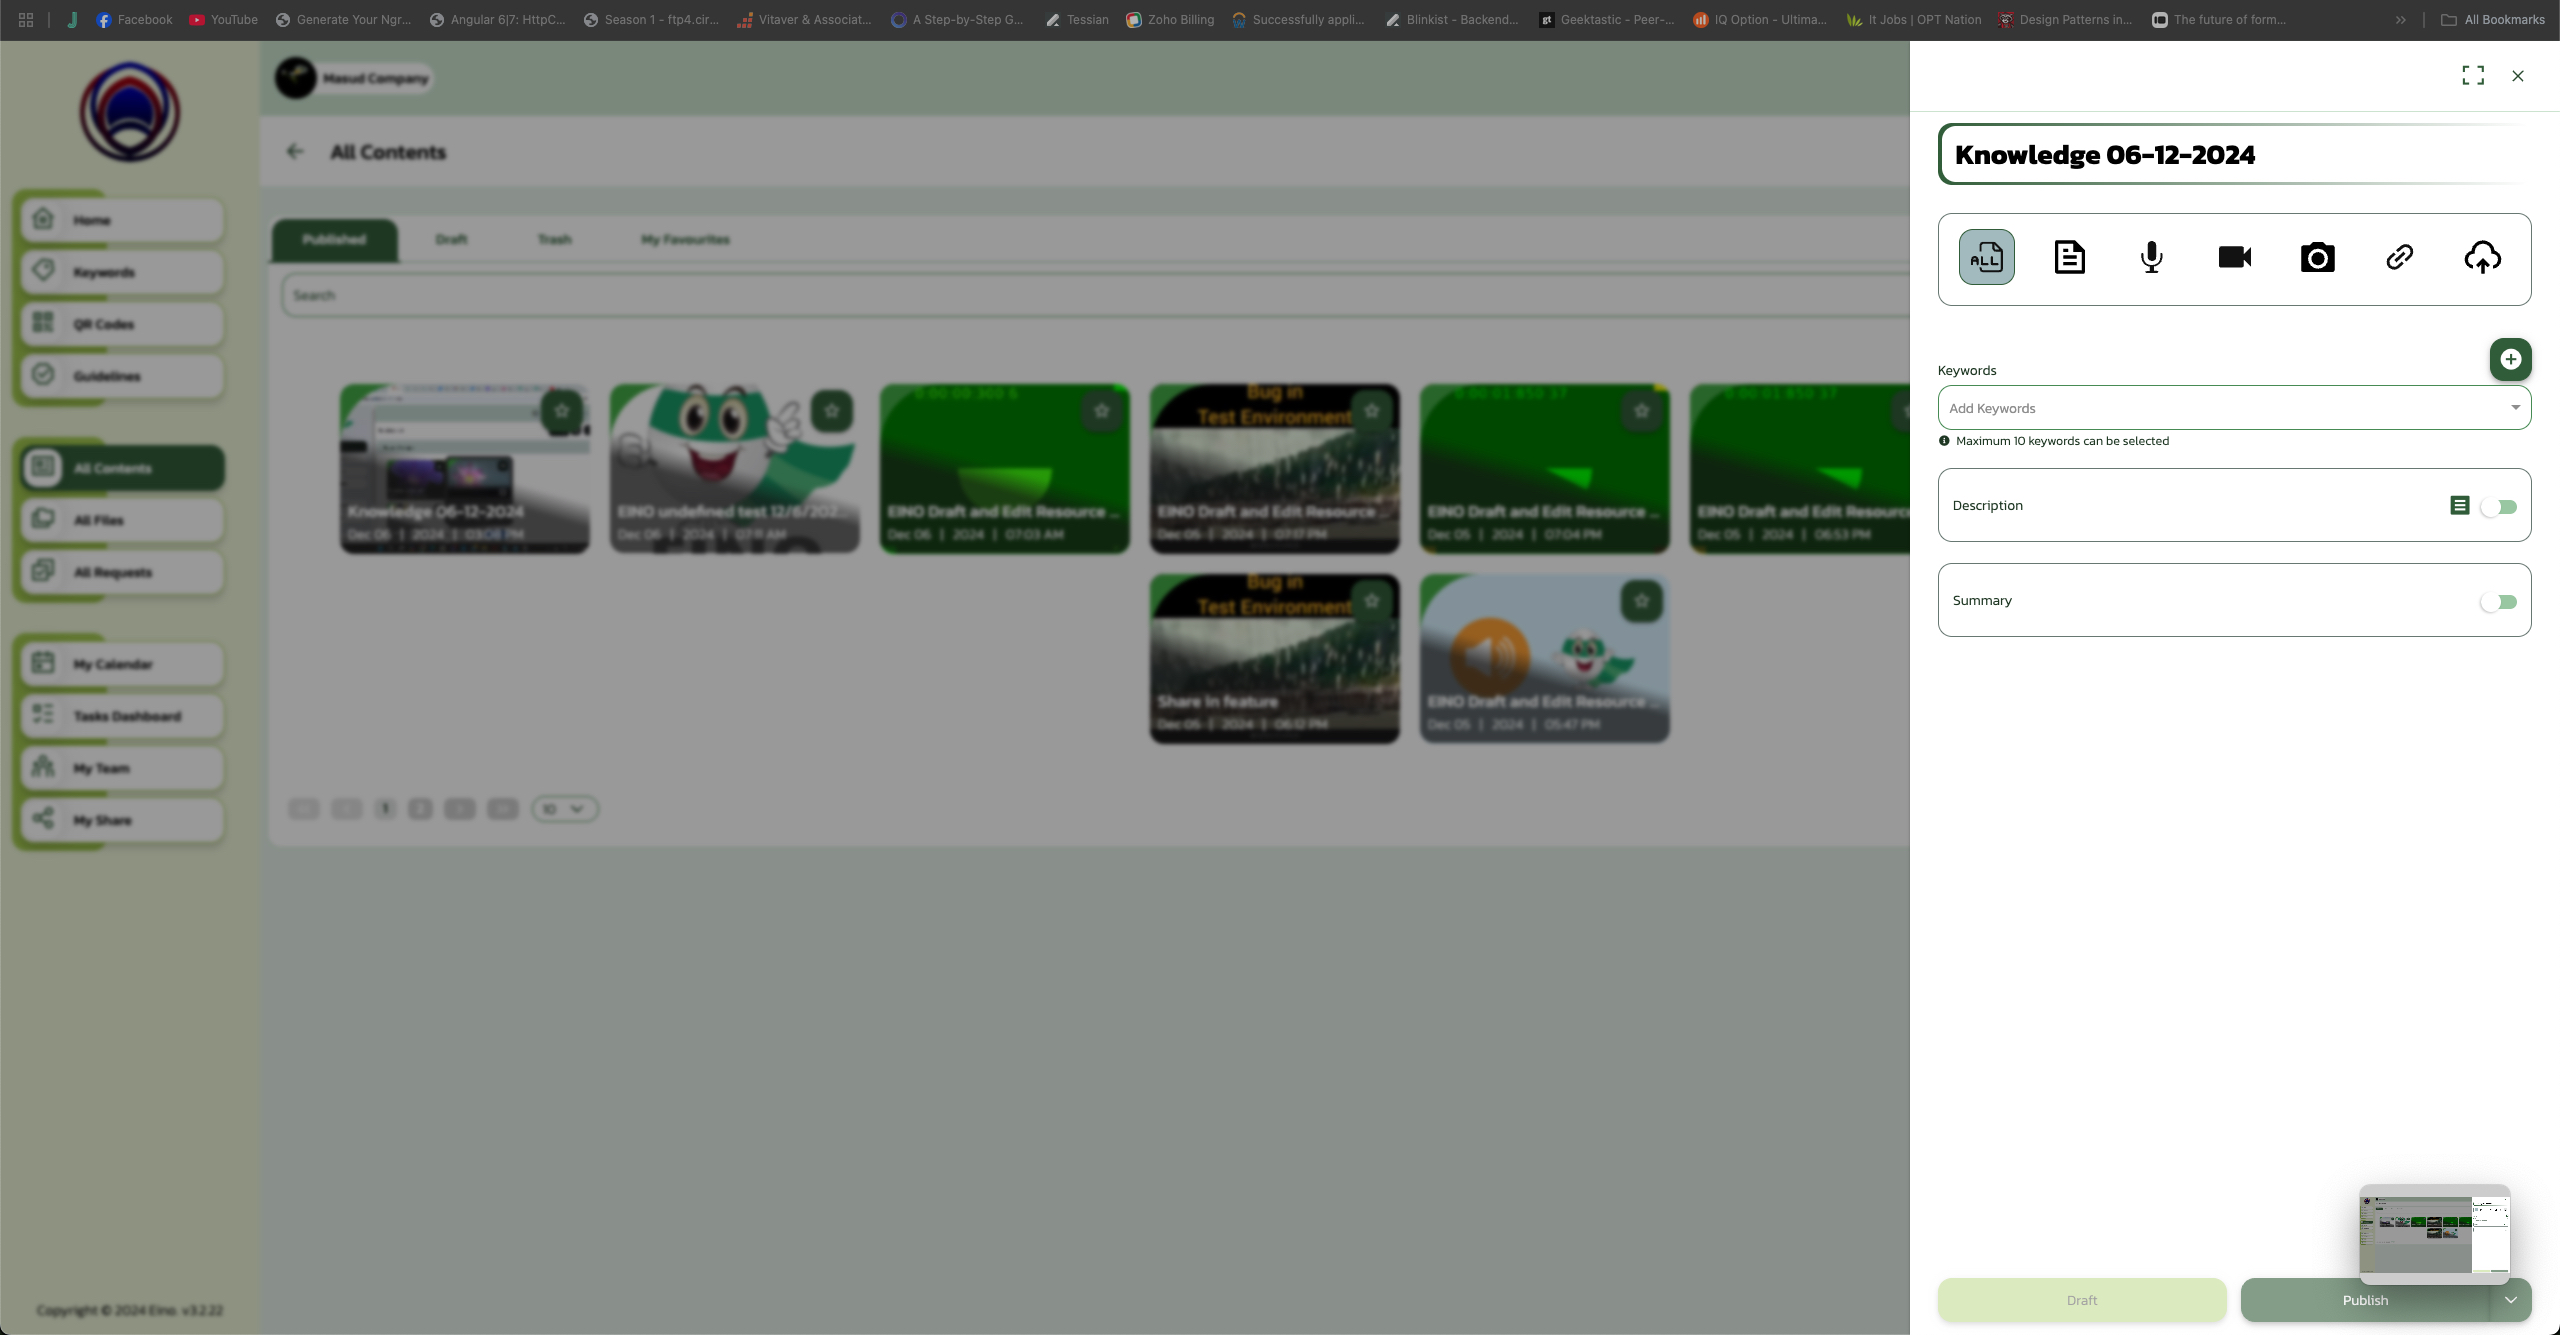 Facebook
YouTube
Generate Your Ngr...
Angular 6|7: HttpC...
Season 1 - ftp4.cir...
Vitaver & Associat...
A Step-by-Step G...
Tessian
Zoho Billing
Successfully appli...
Blinkist - Backend...
Geektastic - Peer-...
IQ Option - Ultima...
It Jobs | OPT Nation
Design Patterns in...
The future of form...
All Bookmarks
Masud Company
All Contents
Home
Keywords
QR Codes
Guidelines
All Contents
All Files
All Requests
My Calendar
Tasks Dashboard
My Team
My Share
Copyright © 2024 Eino. v3.2.22
Published
Draft
Trash
My Favourites
Search
Knowledge 06-12-2024
Dec 06 | 2024 | 03:08 PM
EINO undefined test 12/6/202...
Dec 06 | 2024 | 07:11 AM
EINO Draft and Edit Resource ...
Dec 06 | 2024 | 07:03 AM
Bug in
Test Environment
EINO Draft and Edit Resource ...
Dec 05 | 2024 | 07:17 PM
EINO Draft and Edit Resource ...
Dec 05 | 2024 | 07:04 PM
EINO Draft and Edit Resource
Dec 05 | 2024 | 06:53 PM
Bug in
Test Environment
Share In feature
Dec 05 | 2024 | 06:12 PM
EINO Draft and Edit Resource ...
Dec 05 | 2024 | 05:47 PM
1
2
10
Knowledge 06-12-2024
ALL
Keywords
Add Keywords
Maximum 10 keywords can be selected
Description
Summary
Draft
Publish